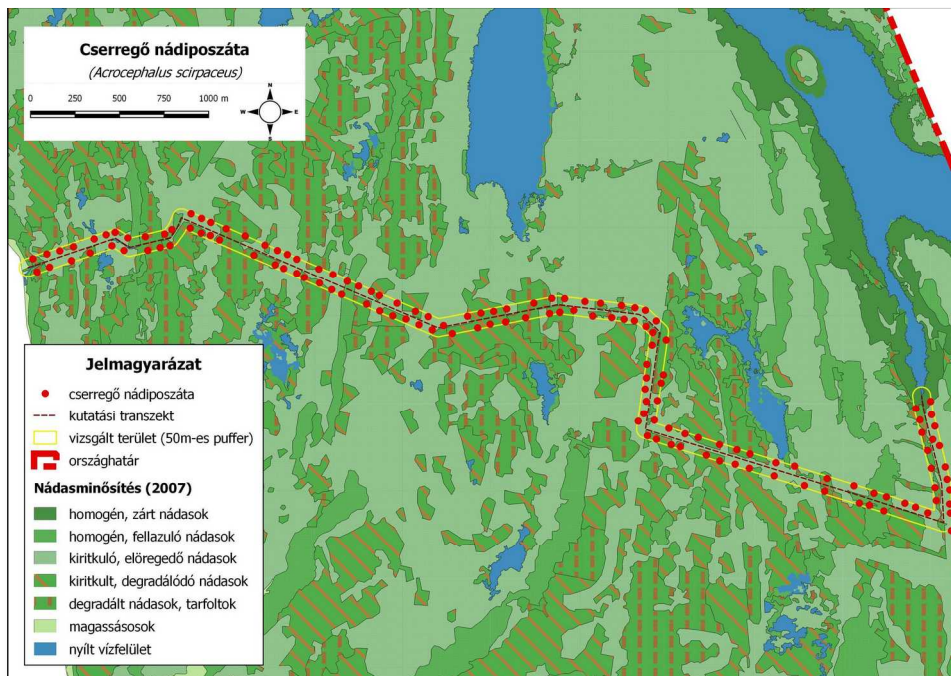 Cserregő nádiposzáta
(Acrocephalus scirpaceus)
0 250 500 750 1000 m
N
W E
S
Jelmagyarázat
cserregő nádiposzáta
kutatási transzekt
vizsgált terület (50m-es puffer)
országhatár
Nádasminősítés (2007)
homogén, zárt nádasok
homogén, fellazuló nádasok
kiritkuló, elöregedő nádasok
kiritkult, degradálódó nádasok
degradált nádasok, tarfoltok
magassásosok
nyílt vízfelület